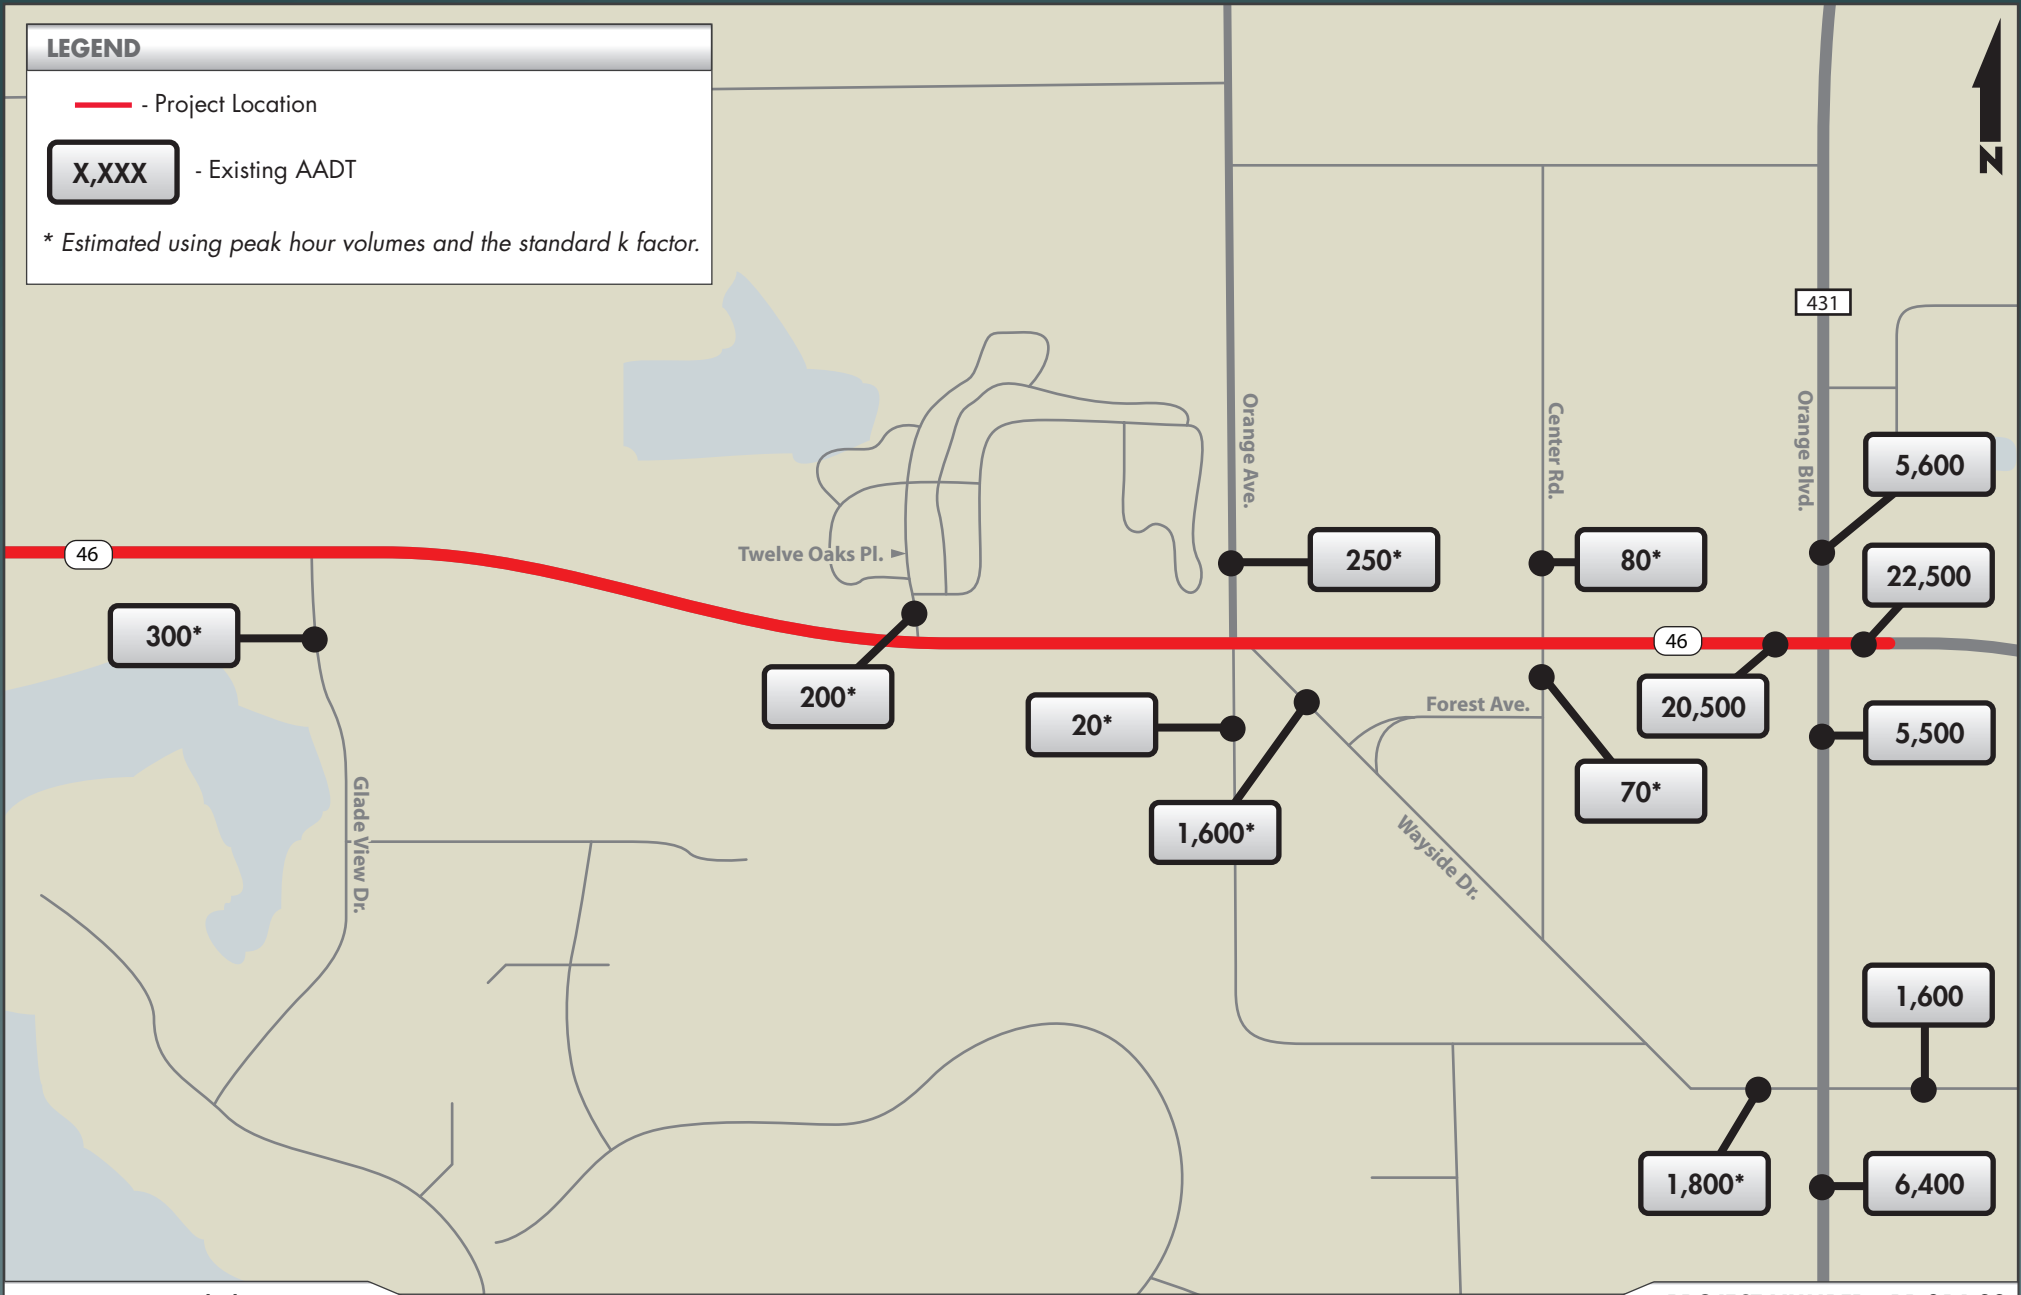 LEGEND
- Project Location
X,XXX
- Existing AADT
* Estimated using peak hour volumes and the standard k factor.
N
431
Orange Ave.
Center Rd.
Orange Blvd.
5,600
46
Twelve Oaks Pl.
250*
80*
22,500
300*
46
200*
20*
Forest Ave.
20,500
5,500
70*
1,600*
Glade View Dr.
Wayside Dr.
1,600
1,800*
6,400